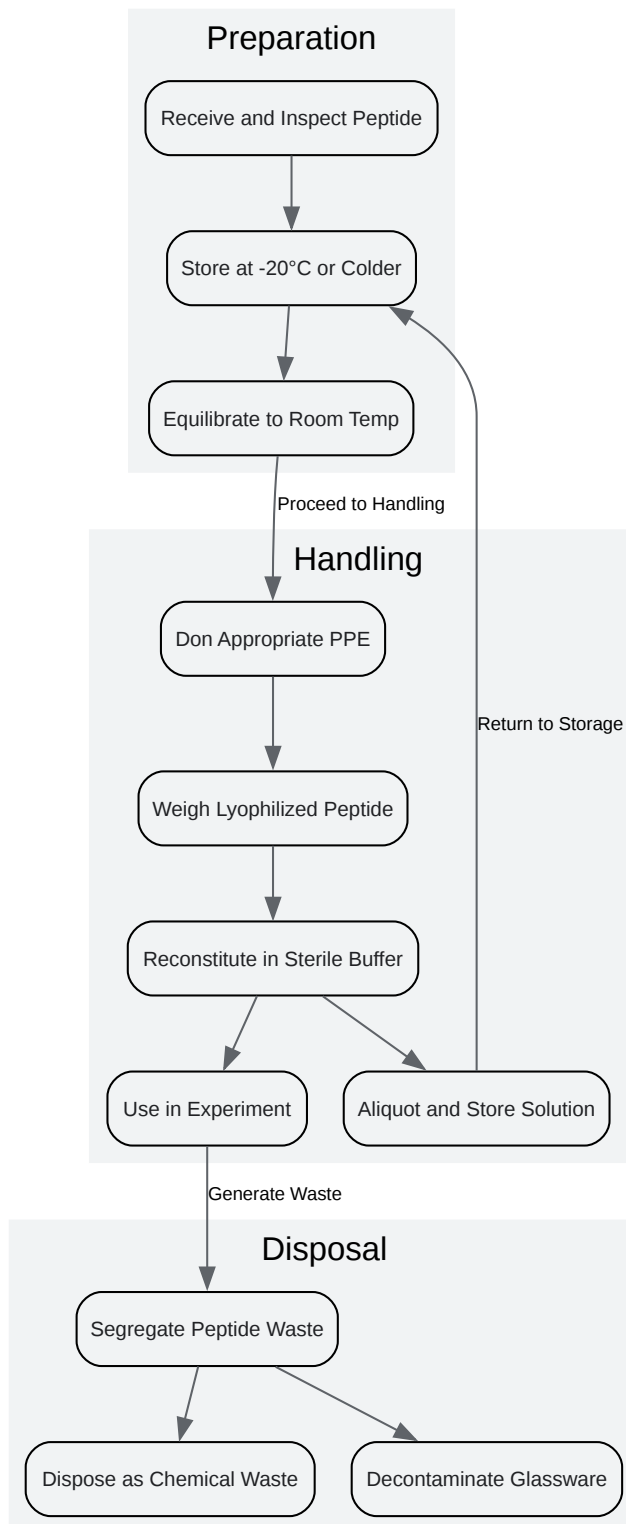 Preparation
Receive and Inspect Peptide
Store at -20°C or Colder
Equilibrate to Room Temp
Proceed to Handling
Handling
Don Appropriate PPE
Return to Storage
Weigh Lyophilized Peptide
Reconstitute in Sterile Buffer
Use in Experiment
Aliquot and Store Solution
Generate Waste
Disposal
Segregate Peptide Waste
Dispose as Chemical Waste
Decontaminate Glassware